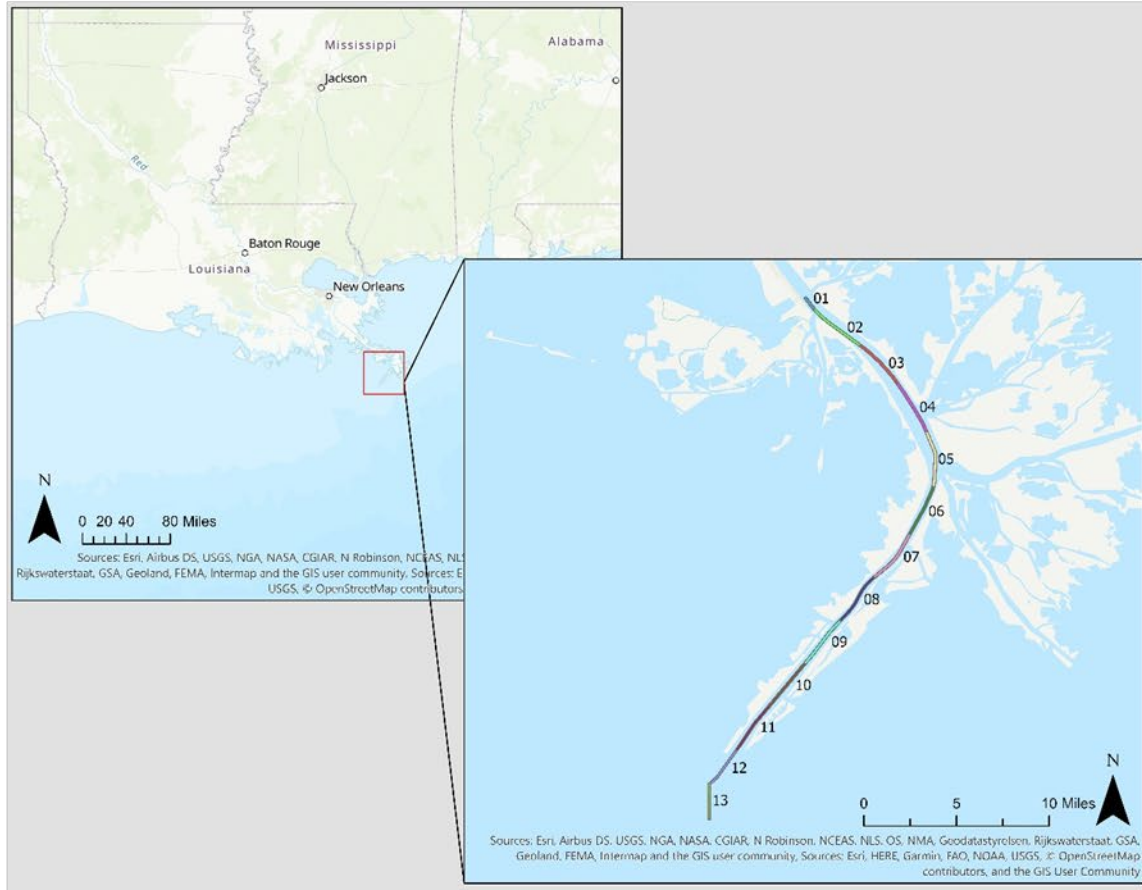 Mississippi
Alabama
Jackson
Red
Baton Rouge
Louisiana
New Orleans
N
0 20 40 80 Miles
Sources: Esri, Airbus DS, USGS, NGA, NASA, CGIAR, N Robinson, NCEAS, NLS
Rijkswaterstaat, GSA, Geoland, FEMA, Intermap and the GIS user community, Sources: E
USGS, © OpenStreetMap contributors,
01
02
03
04
05
06
07
08
09
10
11
12
13
N
0 5 10 Miles
Sources: Esri, Airbus DS, USGS, NGA, NASA, CGIAR, N Robinson, NCEAS, NLS, OS, NMA, Geodatastyrelsen, Rijkswaterstaat, GSA,
Geoland, FEMA, Intermap and the GIS user community, Sources: Esri, HERE, Garmin, FAO, NOAA, USGS, © OpenStreetMap
contributors, and the GIS User Community